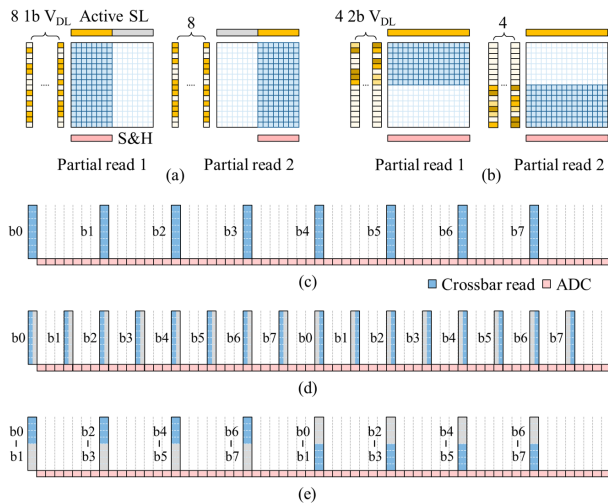 8 1b V_DL Active SL 8 4 2b V_DL 4
.... .... ... ...
S&H
Partial read 1 Partial read 2 Partial read 1 Partial read 2
(a) (b)
b0 b1 b2 b3 b4 b5 b6 b7
(c)
Crossbar read ADC
b0 b1 b2 b3 b4 b5 b6 b7 b0 b1 b2 b3 b4 b5 b6 b7
(d)
b0 b2 b4 b6 b0 b2 b4 b6
– – – – – – – –
b1 b3 b5 b7 b1 b3 b5 b7
(e)